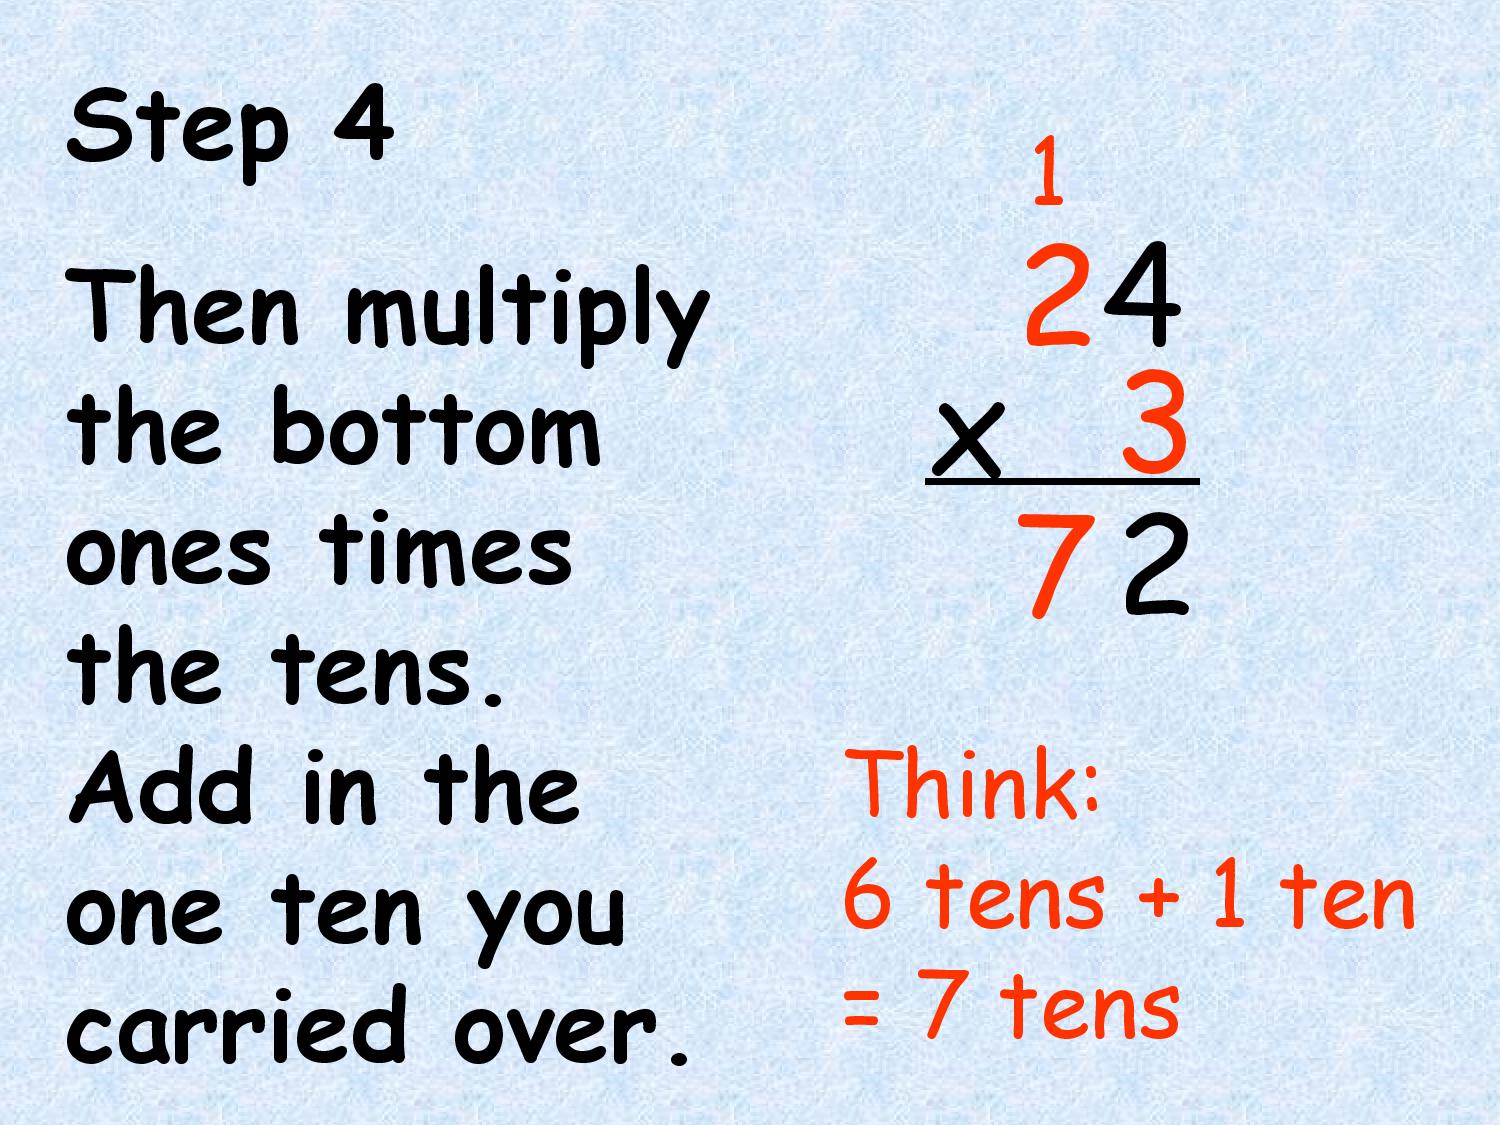 Step 4
Then multiply
the bottom
ones times
the tens.
Add in the
one ten you
carried over.
1
24
x 3
72
Think:
6 tens + 1 ten
= 7 tens